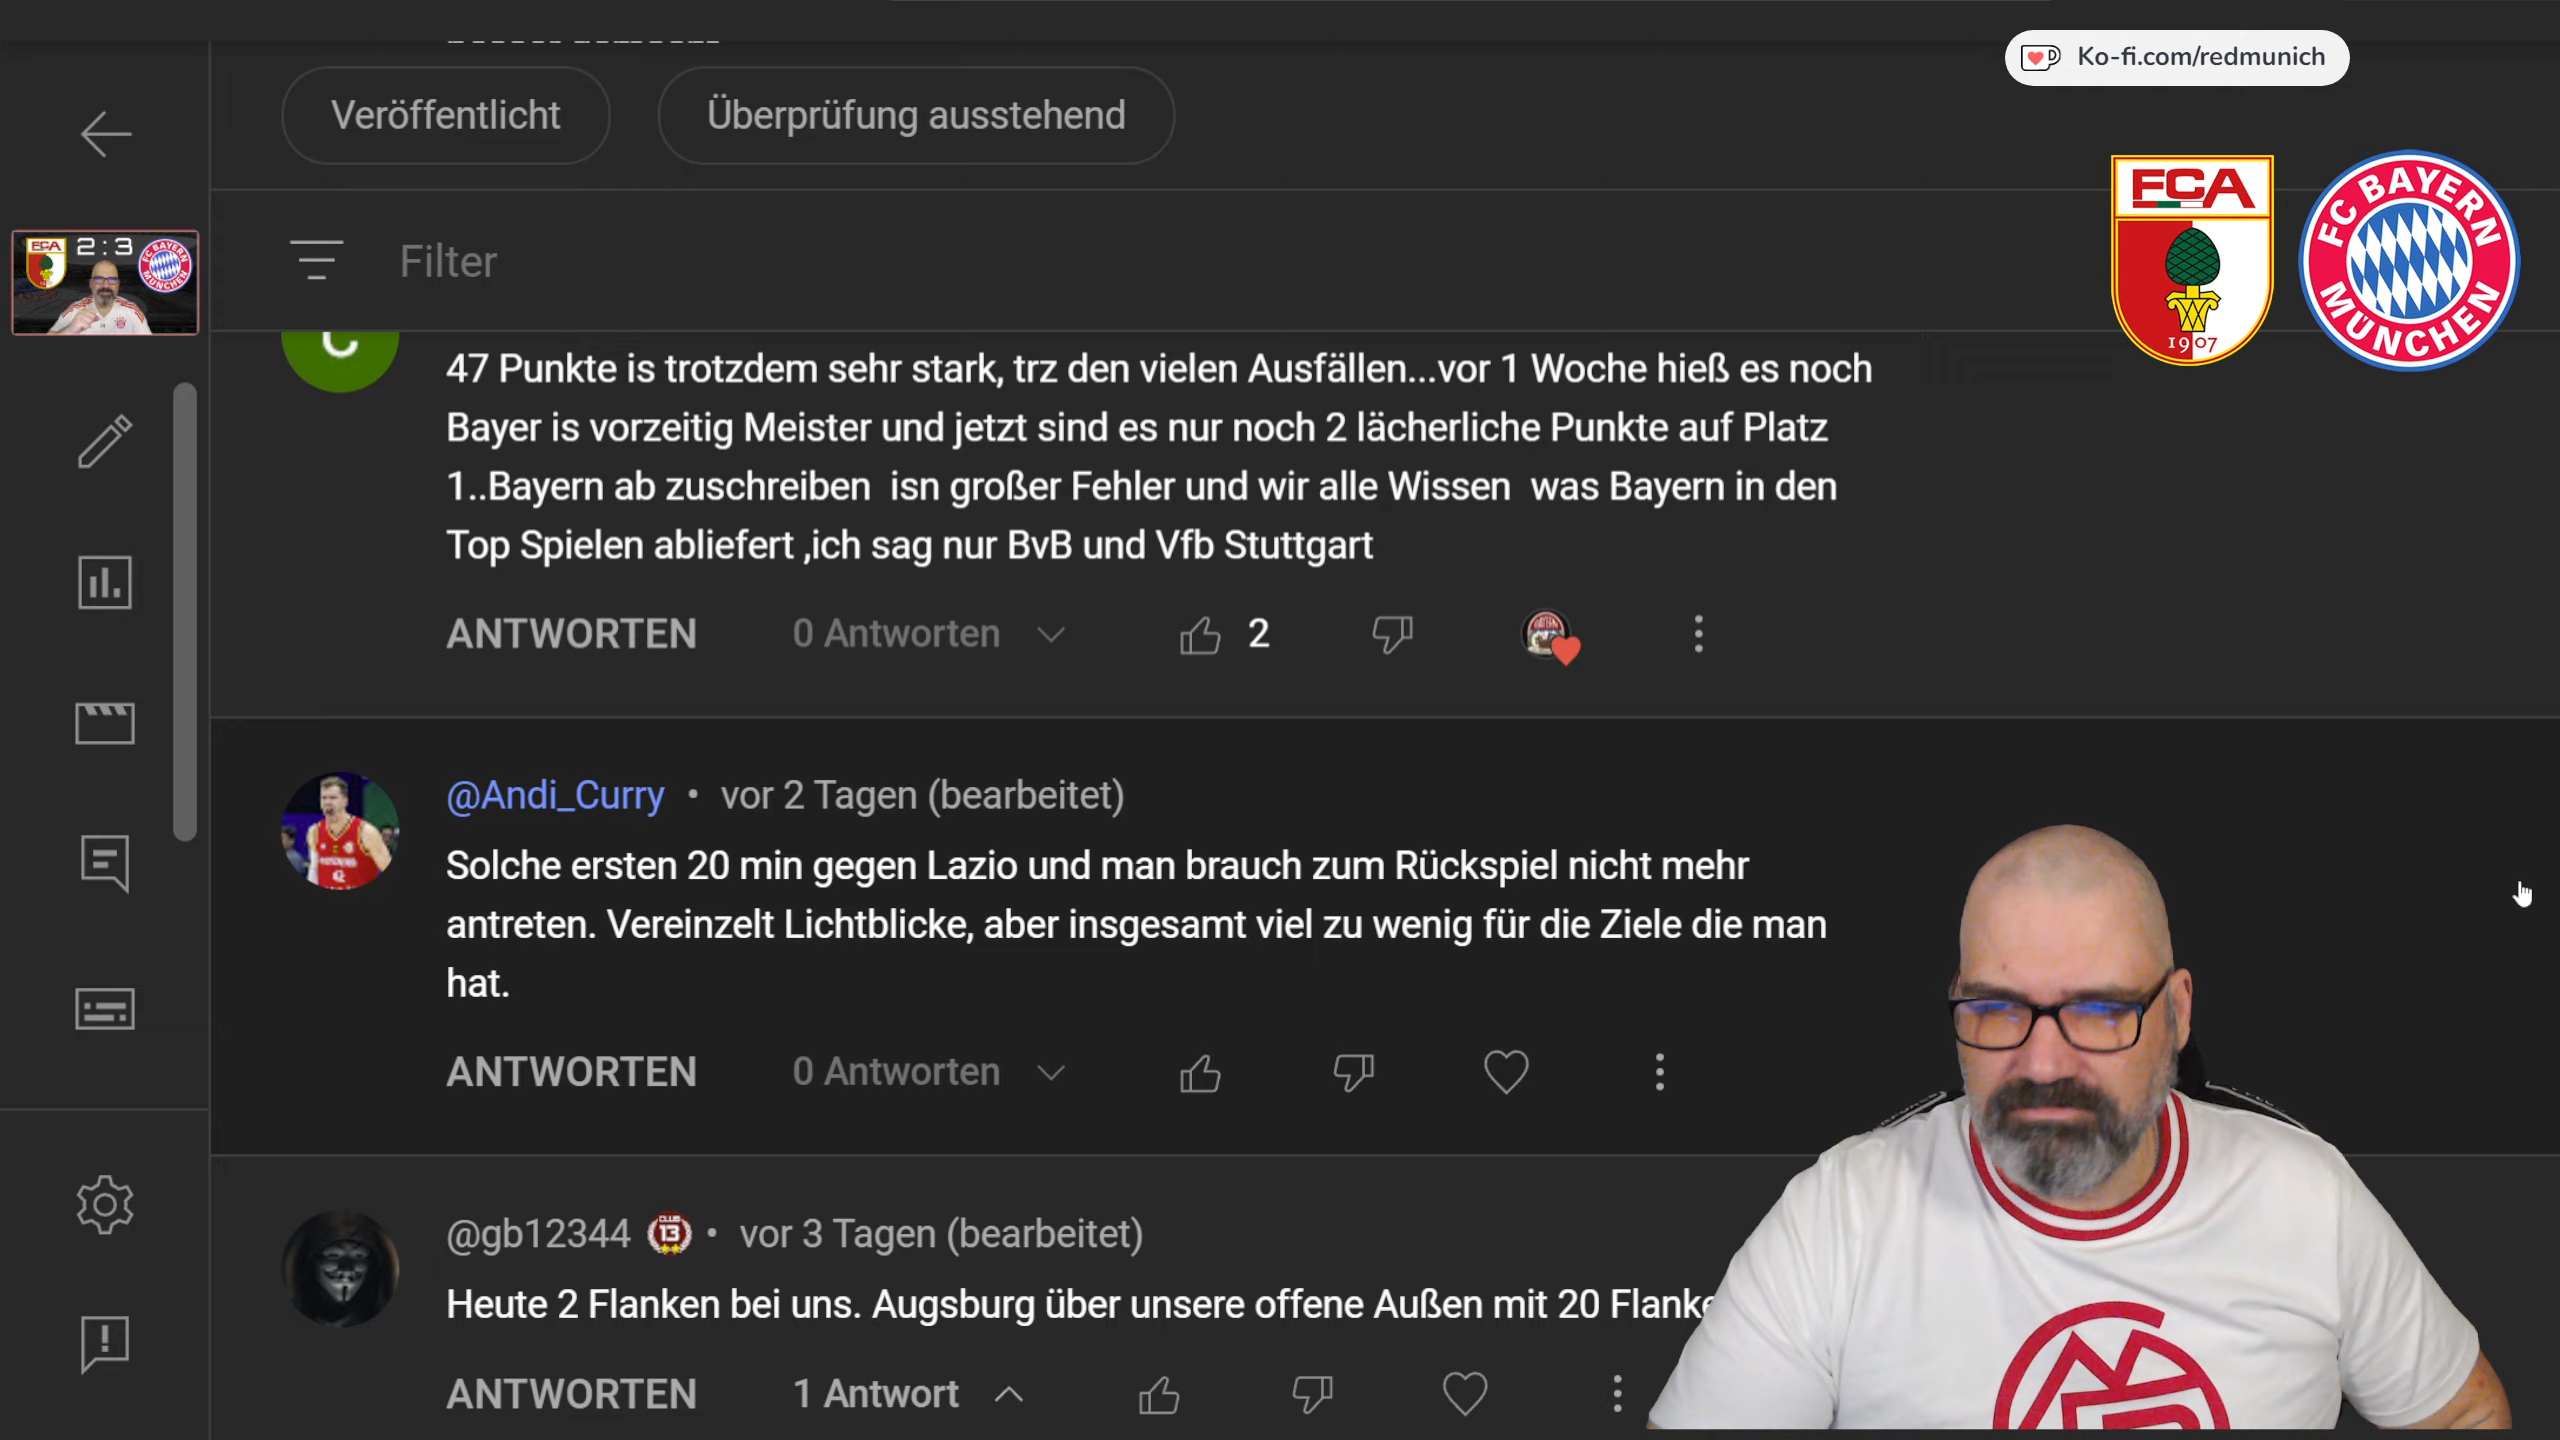 Ko-fi.com/redmunich
Veröffentlicht
Überprüfung ausstehend
Filter
FCA
1907
FC BAYERN
MÜNCHEN
FCA 2:3
FC BAYERN
MÜNCHEN
47 Punkte is trotzdem sehr stark, trz den vielen Ausfällen...vor 1 Woche hieß es noch
Bayer is vorzeitig Meister und jetzt sind es nur noch 2 lächerliche Punkte auf Platz
1..Bayern ab zuschreiben  isn großer Fehler und wir alle Wissen  was Bayern in den
Top Spielen abliefert ,ich sag nur BvB und Vfb Stuttgart
ANTWORTEN 0 Antworten 2
@Andi_Curry • vor 2 Tagen (bearbeitet)
Solche ersten 20 min gegen Lazio und man brauch zum Rückspiel nicht mehr
antreten. Vereinzelt Lichtblicke, aber insgesamt viel zu wenig für die Ziele die man
hat.
ANTWORTEN 0 Antworten
@gb12344 CLUB 13 • vor 3 Tagen (bearbeitet)
Heute 2 Flanken bei uns. Augsburg über unsere offene Außen mit 20 Flanke
ANTWORTEN 1 Antwort